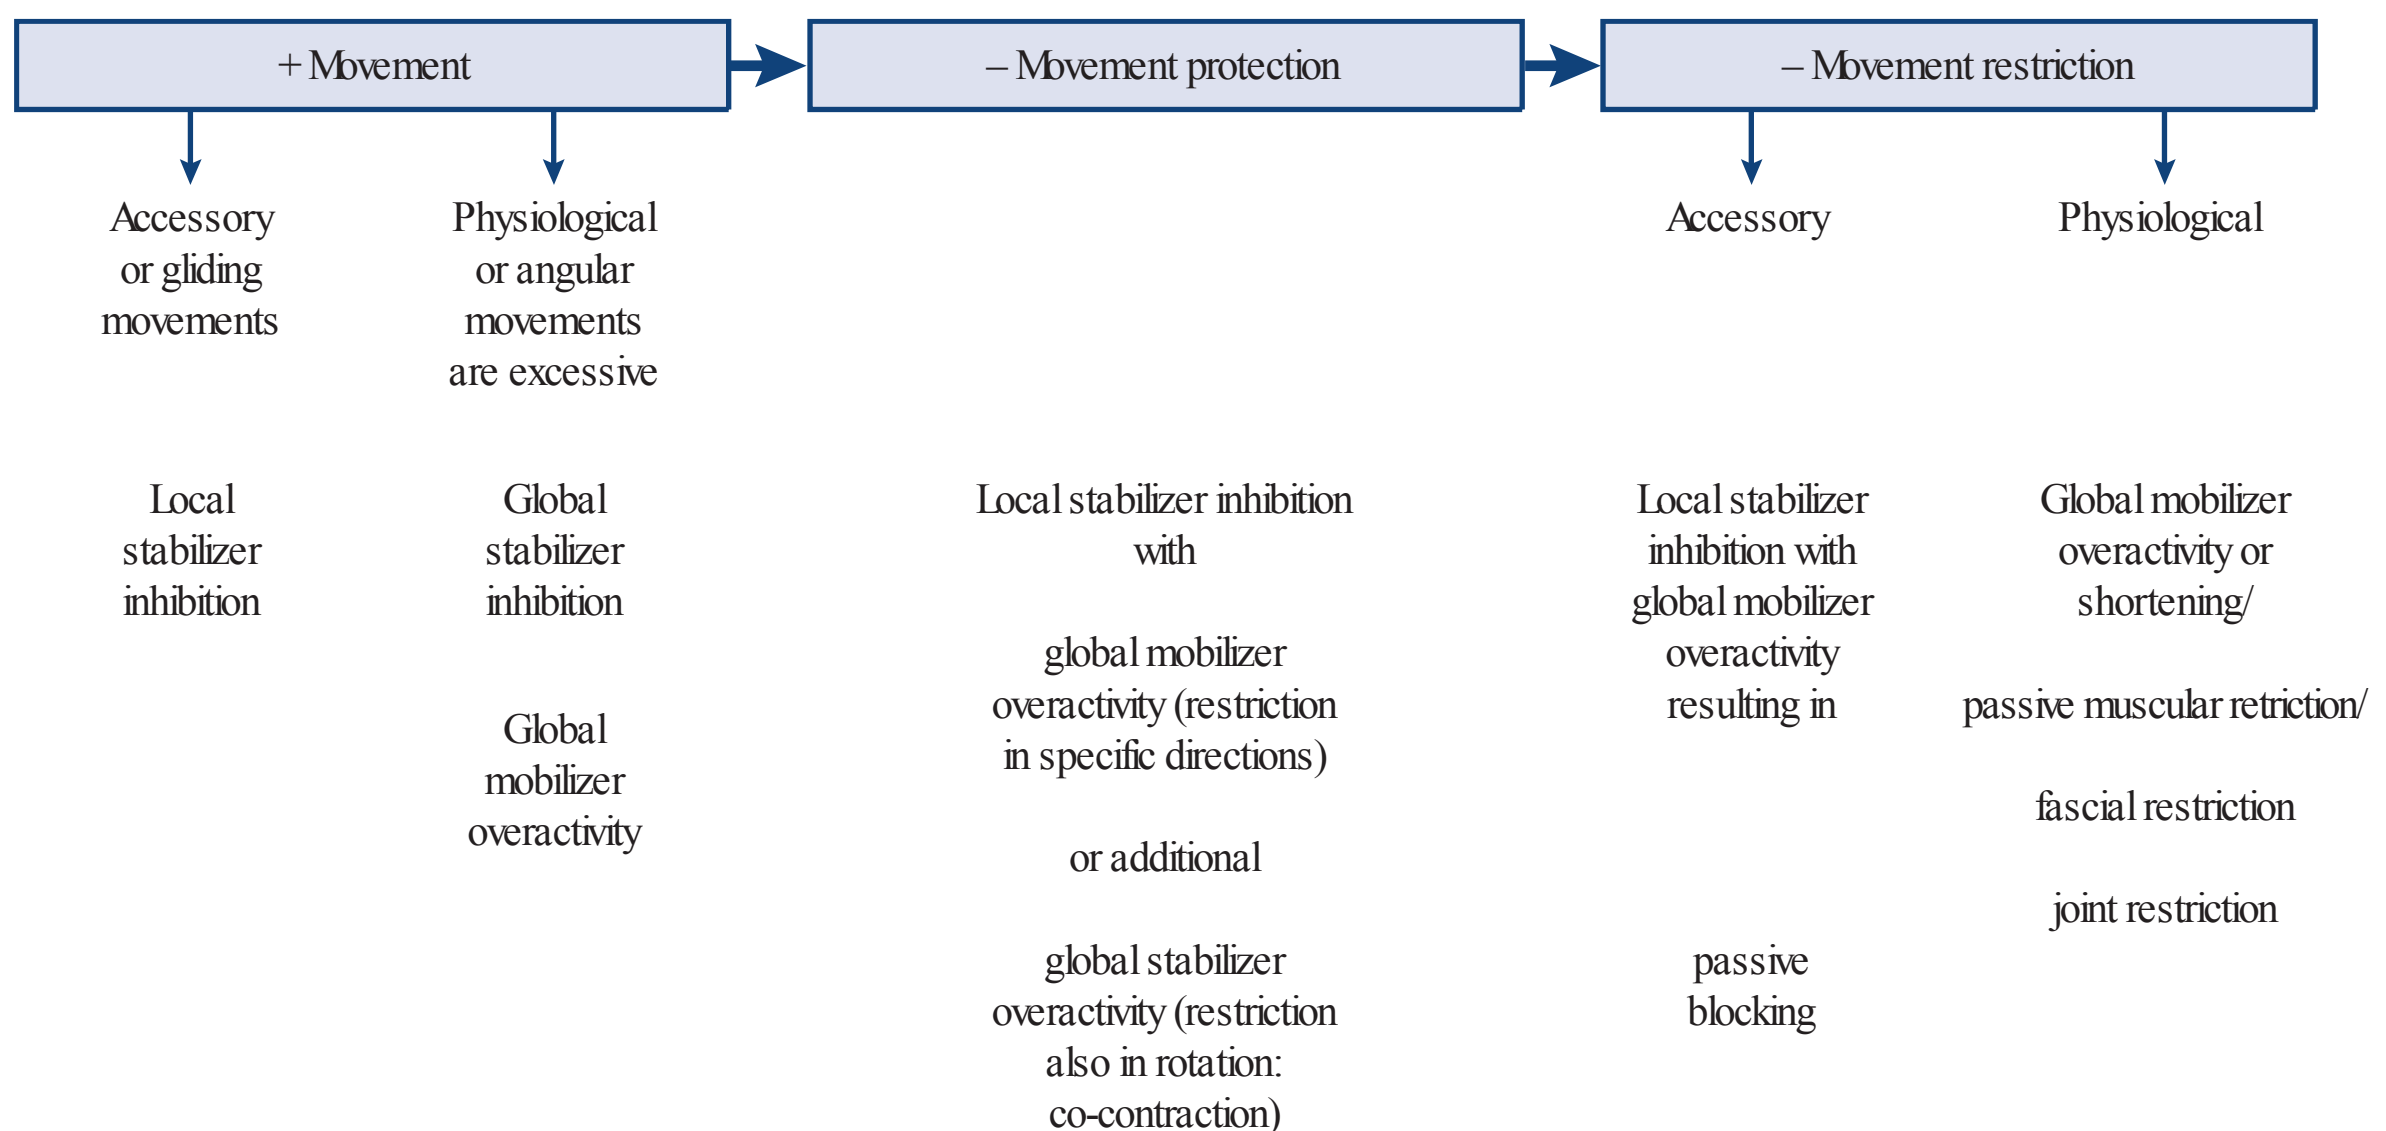 + Movement
– Movement protection
– Movement restriction
Accessory
or gliding
movements
Physiological
or angular
movements
are excessive
Accessory
Physiological
Local
stabilizer
inhibition
Global
stabilizer
inhibition
Global
mobilizer
overactivity
Local stabilizer inhibition
with
global mobilizer
overactivity (restriction
in specific directions)
or additional
global stabilizer
overactivity (restriction
also in rotation:
co-contraction)
Local stabilizer
inhibition with
global mobilizer
overactivity
resulting in
passive
blocking
Global mobilizer
overactivity or
shortening/
passive muscular retriction/
fascial restriction
joint restriction